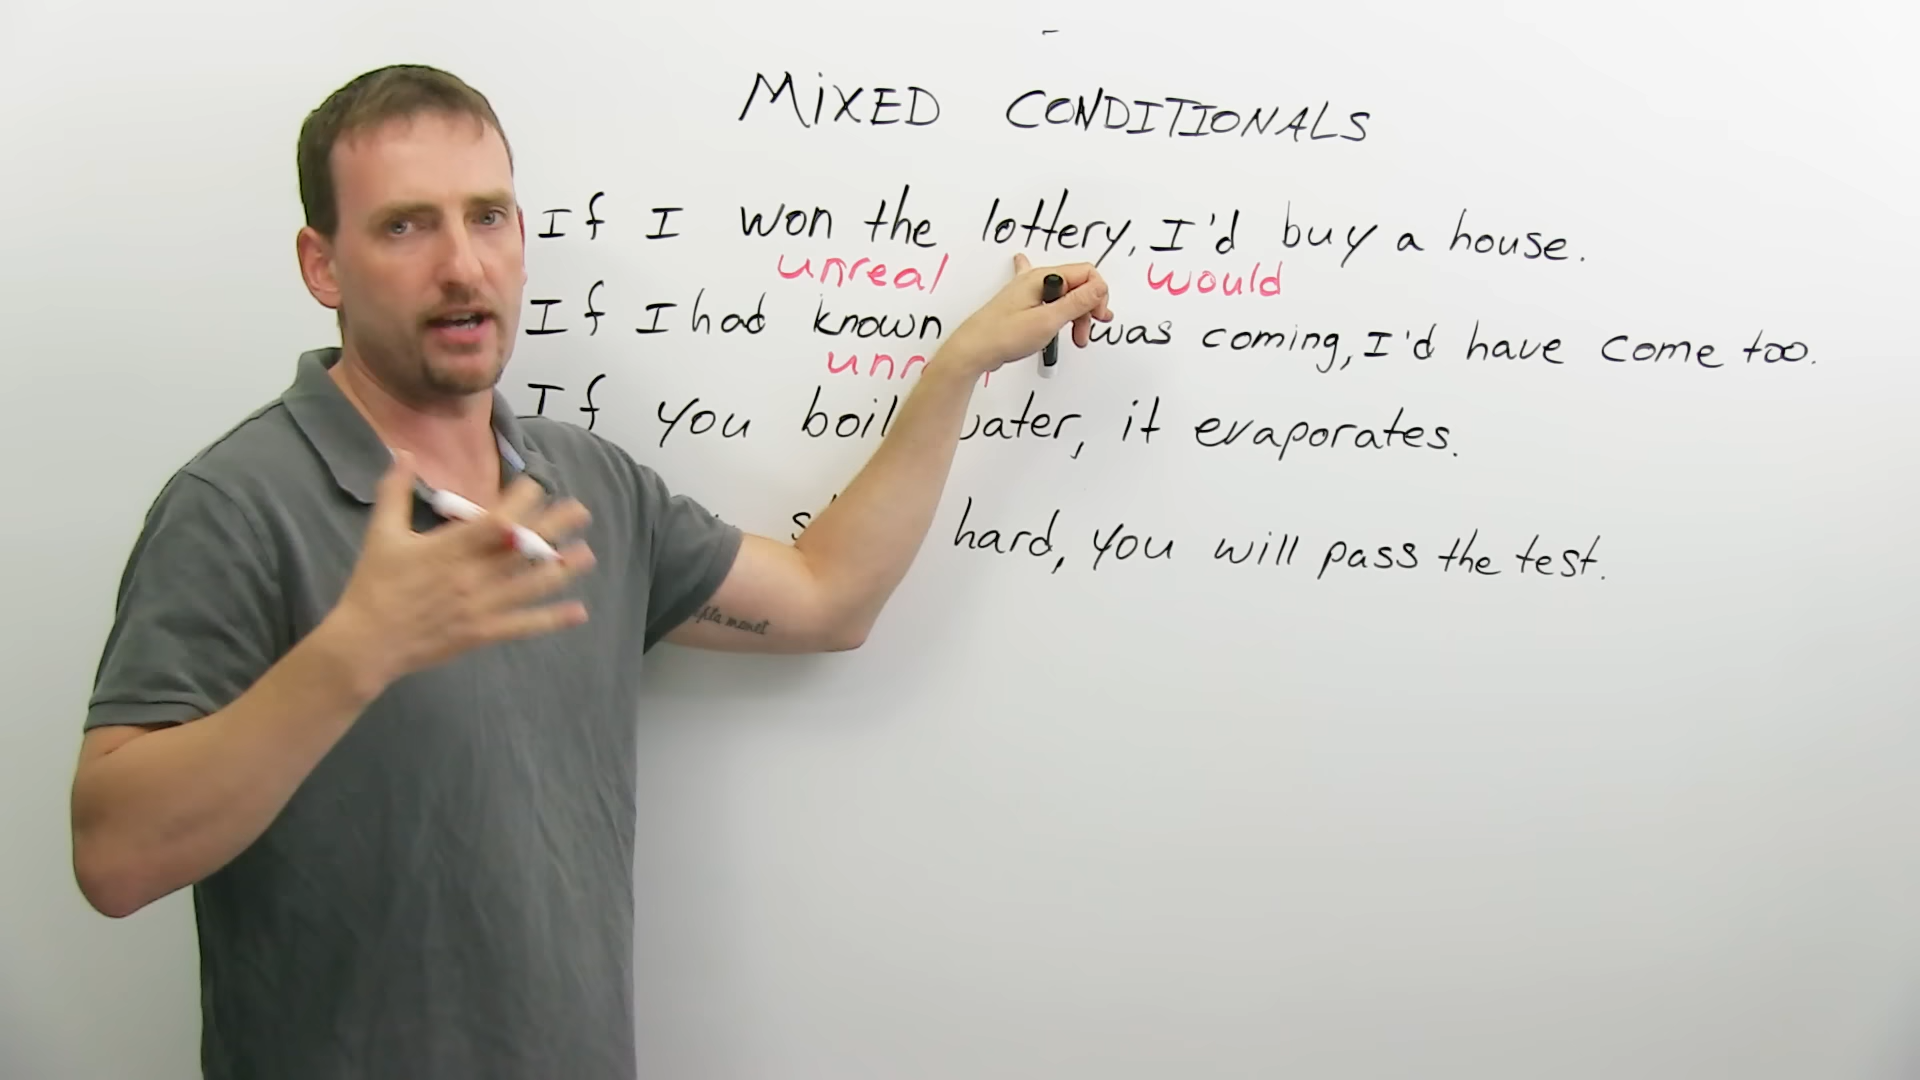 MIXED CONDITIONALS
If I won the lottery, I'd buy a house.
unreal would
If I had known was coming, I'd have come too.
If you boil water, it evaporates.
hard, you will pass the test.